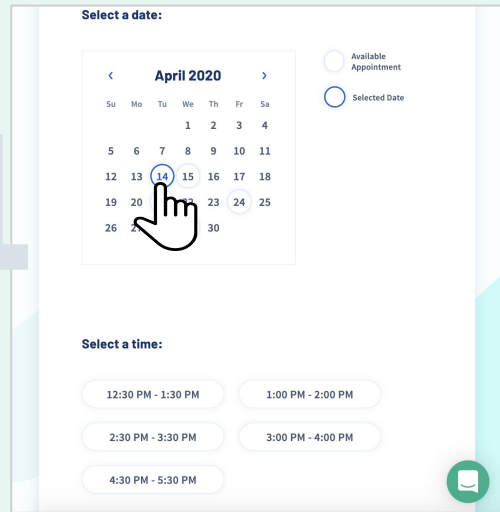 Select a date:
April 2020
Available
Appointment
Selected Date
Su Mo Tu We Th Fr Sa
1 2 3 4
5 6 7 8 9 10 11
12 13 14 15 16 17 18
19 20 23 24 25
26 30
Select a time:
12:30 PM - 1:30 PM 1:00 PM - 2:00 PM
2:30 PM - 3:30 PM 3:00 PM - 4:00 PM
4:30 PM - 5:30 PM